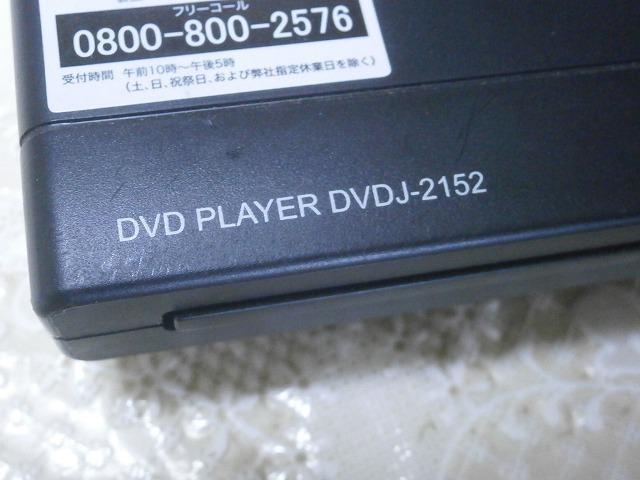 フリーコール
0800-800-2576
受付時間 午前10時〜午後5時
(土、日、祝祭日、および弊社指定休業日を除く)
DVD PLAYER DVDJ-2152